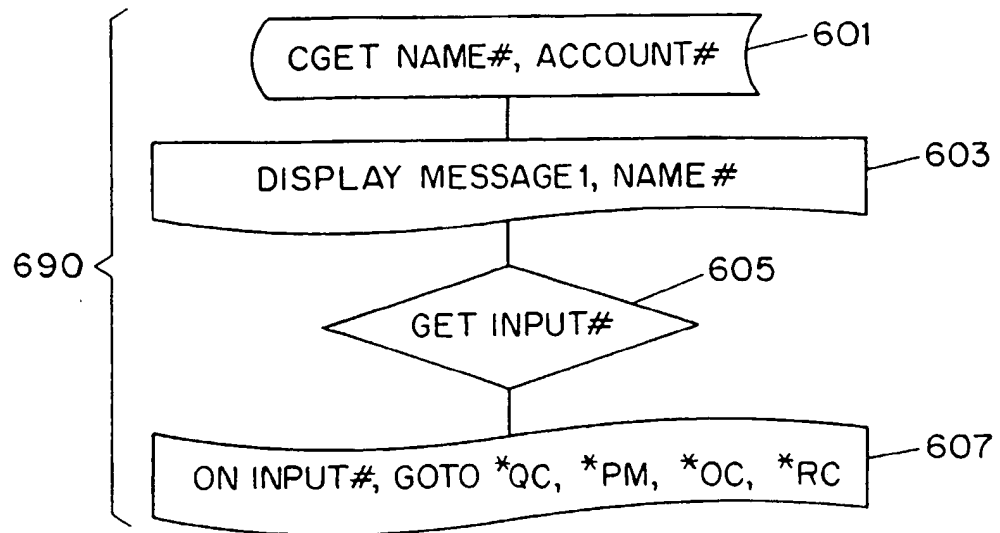 CGET NAME#, ACCOUNT#
601
DISPLAY MESSAGE1, NAME#
603
690
605
GET INPUT#
607
ON INPUT#, GOTO *QC, *PM, *OC, *RC